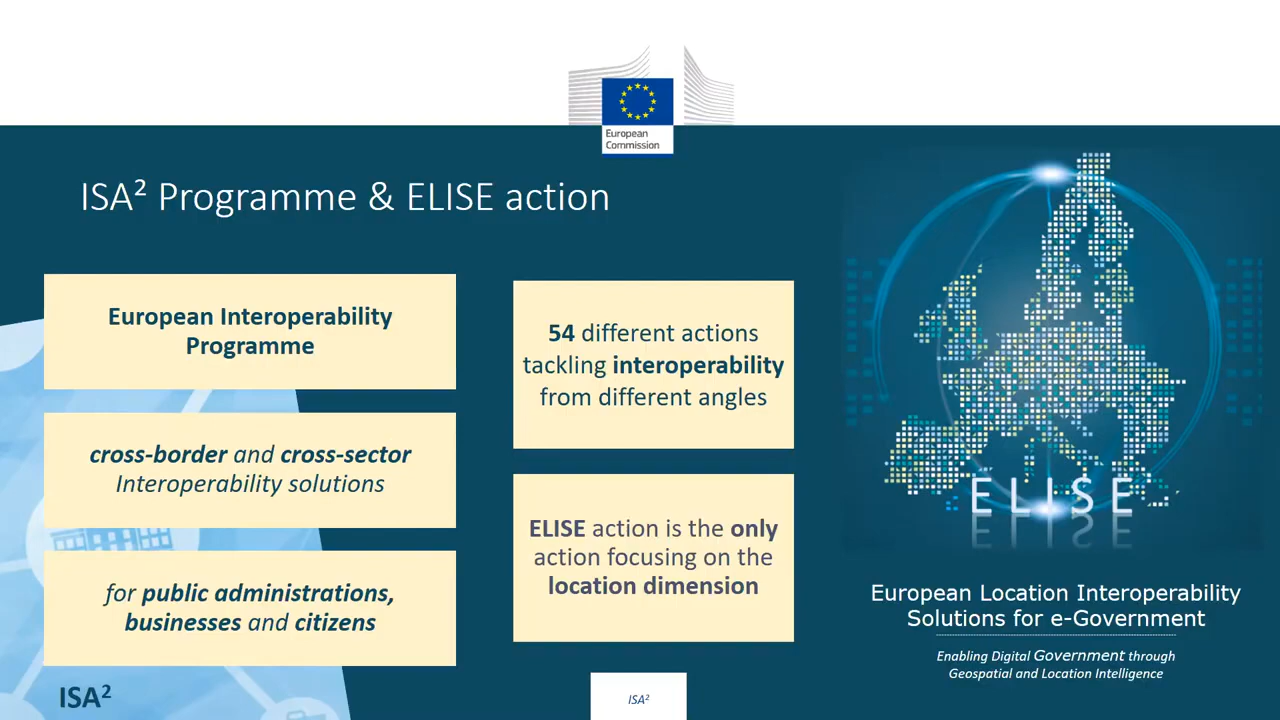 European
Commission
ISA² Programme & ELISE action
European Interoperability
Programme
cross-border and cross-sector
Interoperability solutions
for public administrations,
businesses and citizens
ISA²
54 different actions
tackling interoperability
from different angles
ELISE action is the only
action focusing on the
location dimension
ISA²
ELISE
European Location Interoperability
Solutions for e-Government
Enabling Digital Government through
Geospatial and Location Intelligence